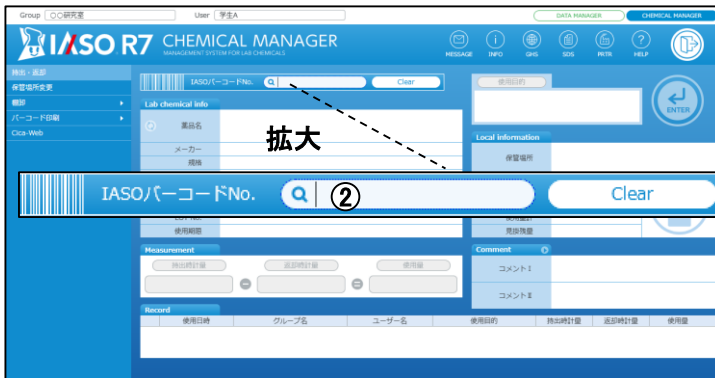 Group 〇〇研究室 User 学生A DATA MANAGER CHEMICAL MANAGER
IASO R7 CHEMICAL MANAGER
MANAGEMENT SYSTEM FOR LAB CHEMICALS
MESSAGE INFO GHS SDS PRTR HELP
持出・返却
保管場所変更
棚卸
バーコード印刷
Cica-Web
IASOバーコードNo. Clear
使用目的
ENTER
Lab chemical info
薬品名
メーカー
規格
拡大
Local information
保管場所
IASOバーコードNo. ② Clear
使用期限
見掛残量
Measurement
持出時計量 返却時計量 使用量
Comment
コメントⅠ
コメントⅡ
Record
使用日時 グループ名 ユーザー名 使用目的 持出時計量 返却時計量 使用量